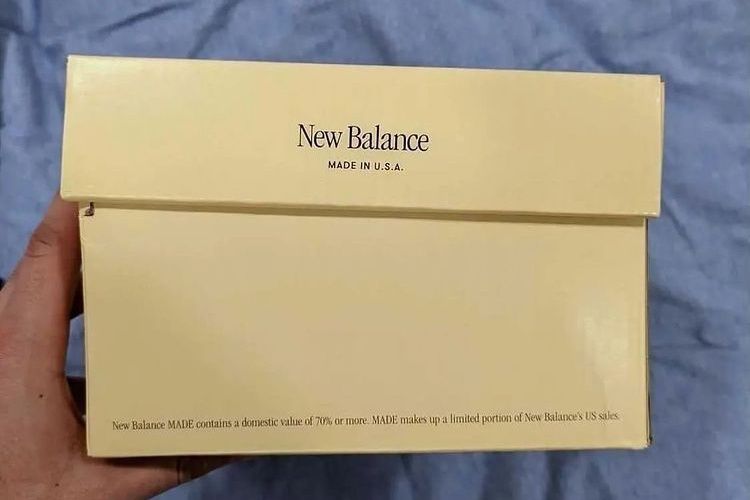 New Balance
MADE IN U.S.A.
New Balance MADE contains a domestic value of 70% or more. MADE makes up a limited portion of New Balance's US sales.